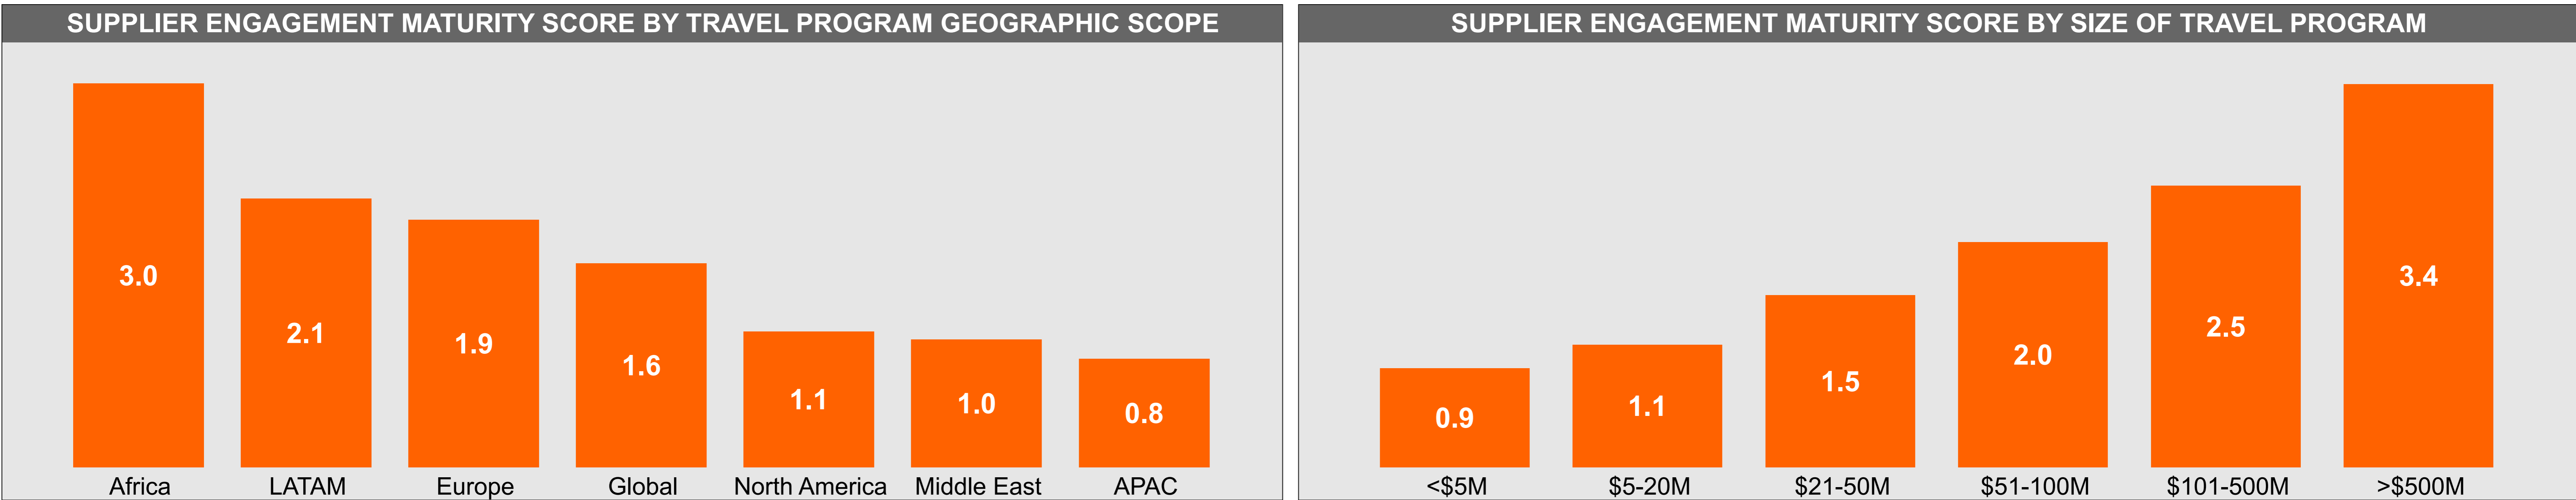 SUPPLIER ENGAGEMENT MATURITY SCORE BY TRAVEL PROGRAM GEOGRAPHIC SCOPE
3.0
2.1
1.9
1.6
1.1
1.0
0.8
Africa
LATAM
Europe
Global
North America
Middle East
APAC
SUPPLIER ENGAGEMENT MATURITY SCORE BY SIZE OF TRAVEL PROGRAM
0.9
1.1
1.5
2.0
2.5
3.4
<$5M
$5-20M
$21-50M
$51-100M
$101-500M
>$500M